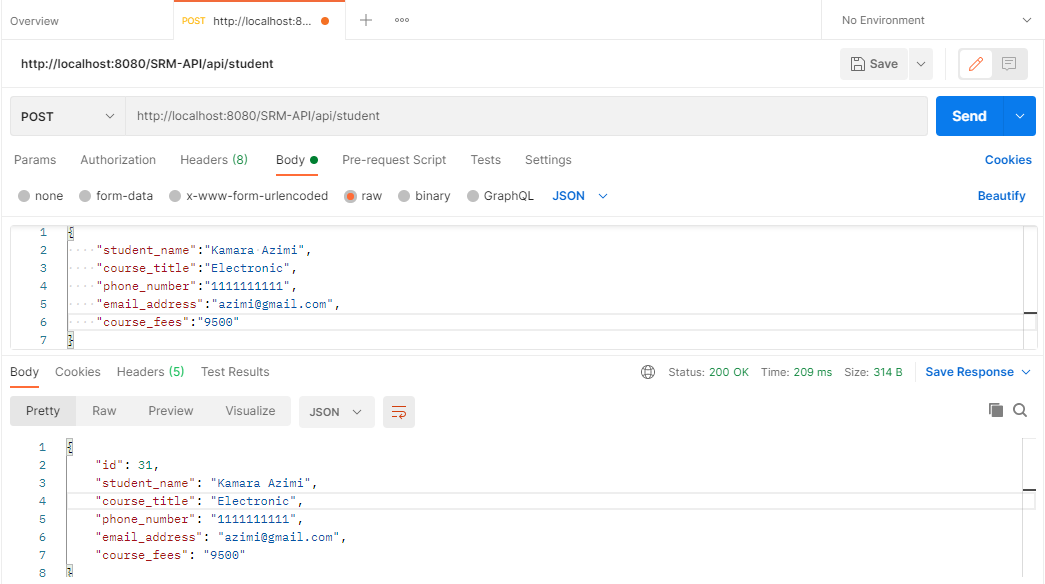 Overview
POST http://localhost:8...
No Environment
http://localhost:8080/SRM-API/api/student
Save
POST
http://localhost:8080/SRM-API/api/student
Send
Params Authorization Headers (8) Body Pre-request Script Tests Settings
Cookies
none form-data x-www-form-urlencoded raw binary GraphQL JSON
Beautify
1 {
2 "student_name":"Kamara Azimi",
3 "course_title":"Electronic",
4 "phone_number":"1111111111",
5 "email_address":"azimi@gmail.com",
6 "course_fees":"9500"
7 }
Body Cookies Headers (5) Test Results
Status: 200 OK Time: 209 ms Size: 314 B
Save Response
Pretty Raw Preview Visualize JSON
1 {
2 "id": 31,
3 "student_name": "Kamara Azimi",
4 "course_title": "Electronic",
5 "phone_number": "1111111111",
6 "email_address": "azimi@gmail.com",
7 "course_fees": "9500"
8 }